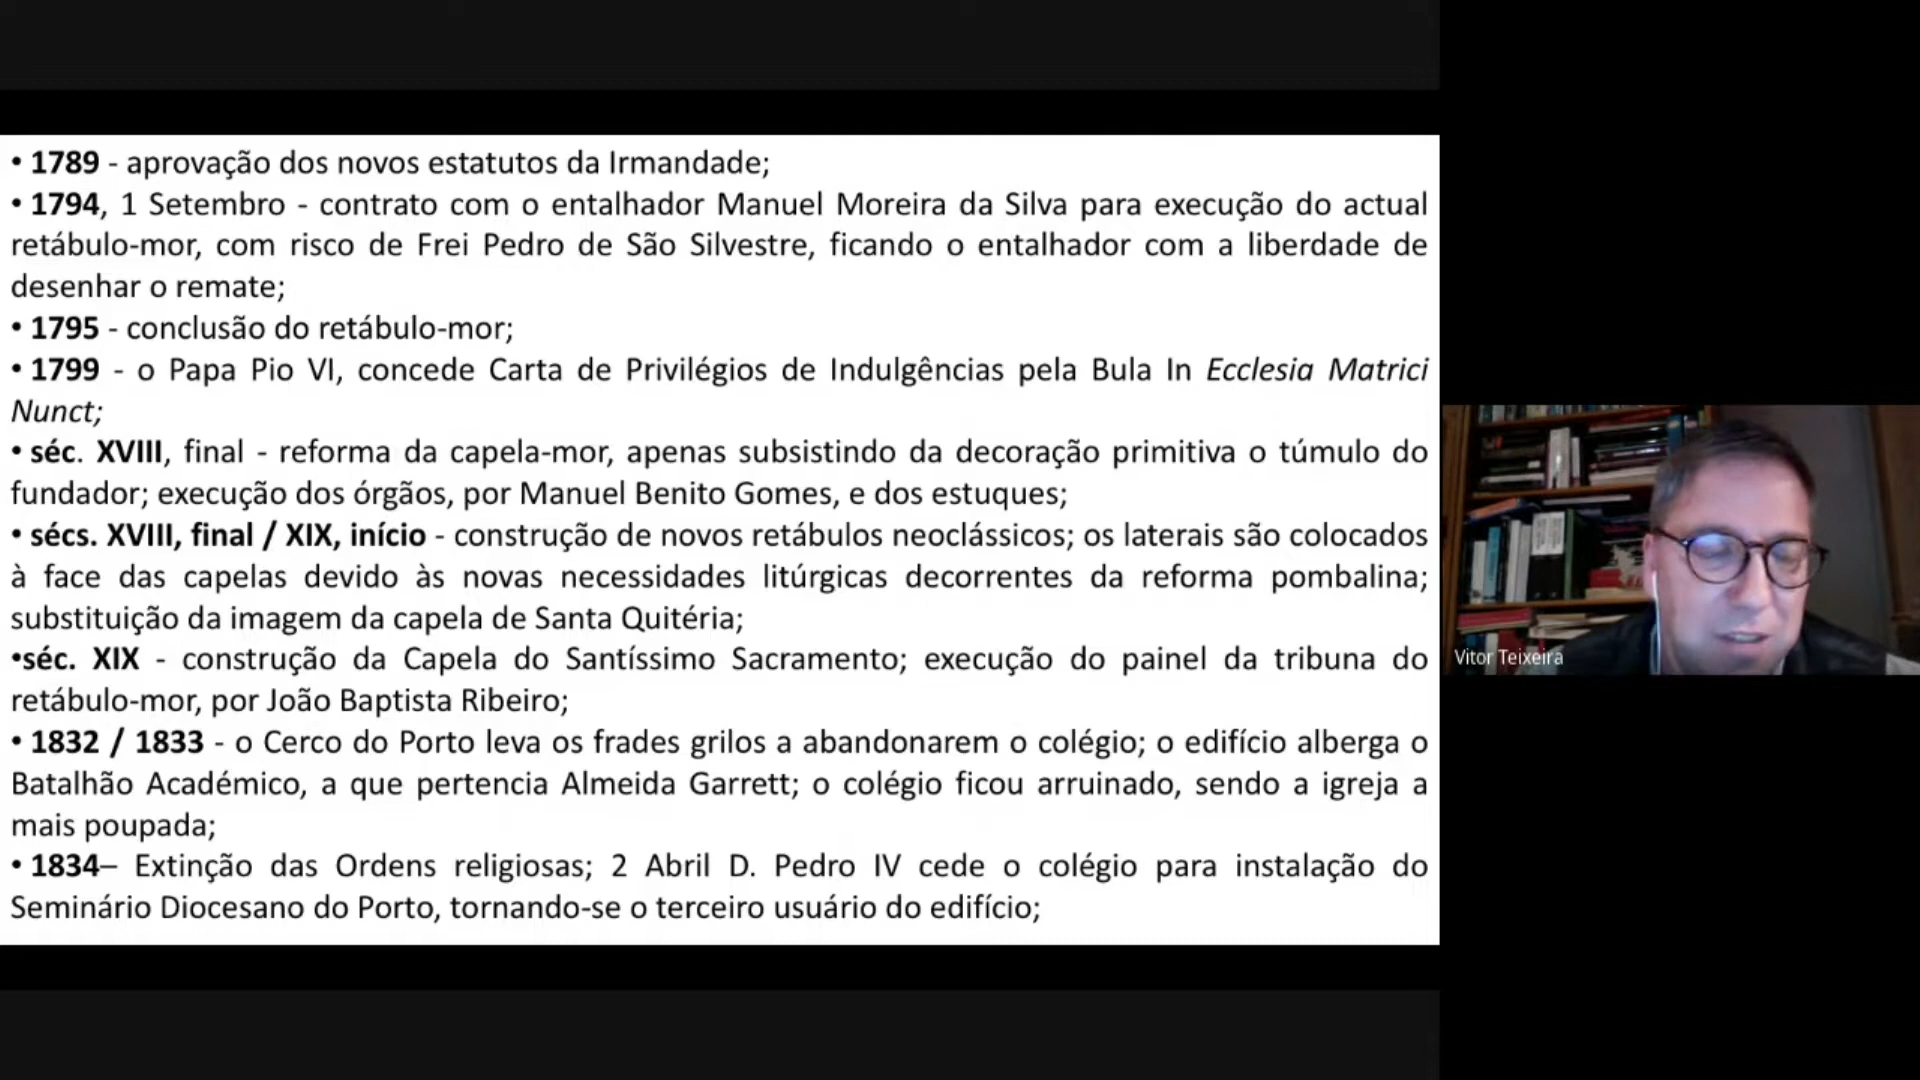 • 1789 - aprovação dos novos estatutos da Irmandade;
• 1794, 1 Setembro - contrato com o entalhador Manuel Moreira da Silva para execução do actual
retábulo-mor, com risco de Frei Pedro de São Silvestre, ficando o entalhador com a liberdade de
desenhar o remate;
• 1795 - conclusão do retábulo-mor;
• 1799 - o Papa Pio VI, concede Carta de Privilégios de Indulgências pela Bula In Ecclesia Matrici
Nunct;
• séc. XVIII, final - reforma da capela-mor, apenas subsistindo da decoração primitiva o túmulo do
fundador; execução dos órgãos, por Manuel Benito Gomes, e dos estuques;
• sécs. XVIII, final / XIX, início - construção de novos retábulos neoclássicos; os laterais são colocados
à face das capelas devido às novas necessidades litúrgicas decorrentes da reforma pombalina;
substituição da imagem da capela de Santa Quitéria;
•séc. XIX - construção da Capela do Santíssimo Sacramento; execução do painel da tribuna do
retábulo-mor, por João Baptista Ribeiro;
• 1832 / 1833 - o Cerco do Porto leva os frades grilos a abandonarem o colégio; o edifício alberga o
Batalhão Académico, a que pertencia Almeida Garrett; o colégio ficou arruinado, sendo a igreja a
mais poupada;
• 1834– Extinção das Ordens religiosas; 2 Abril D. Pedro IV cede o colégio para instalação do
Seminário Diocesano do Porto, tornando-se o terceiro usuário do edifício;
Vitor Teixeira